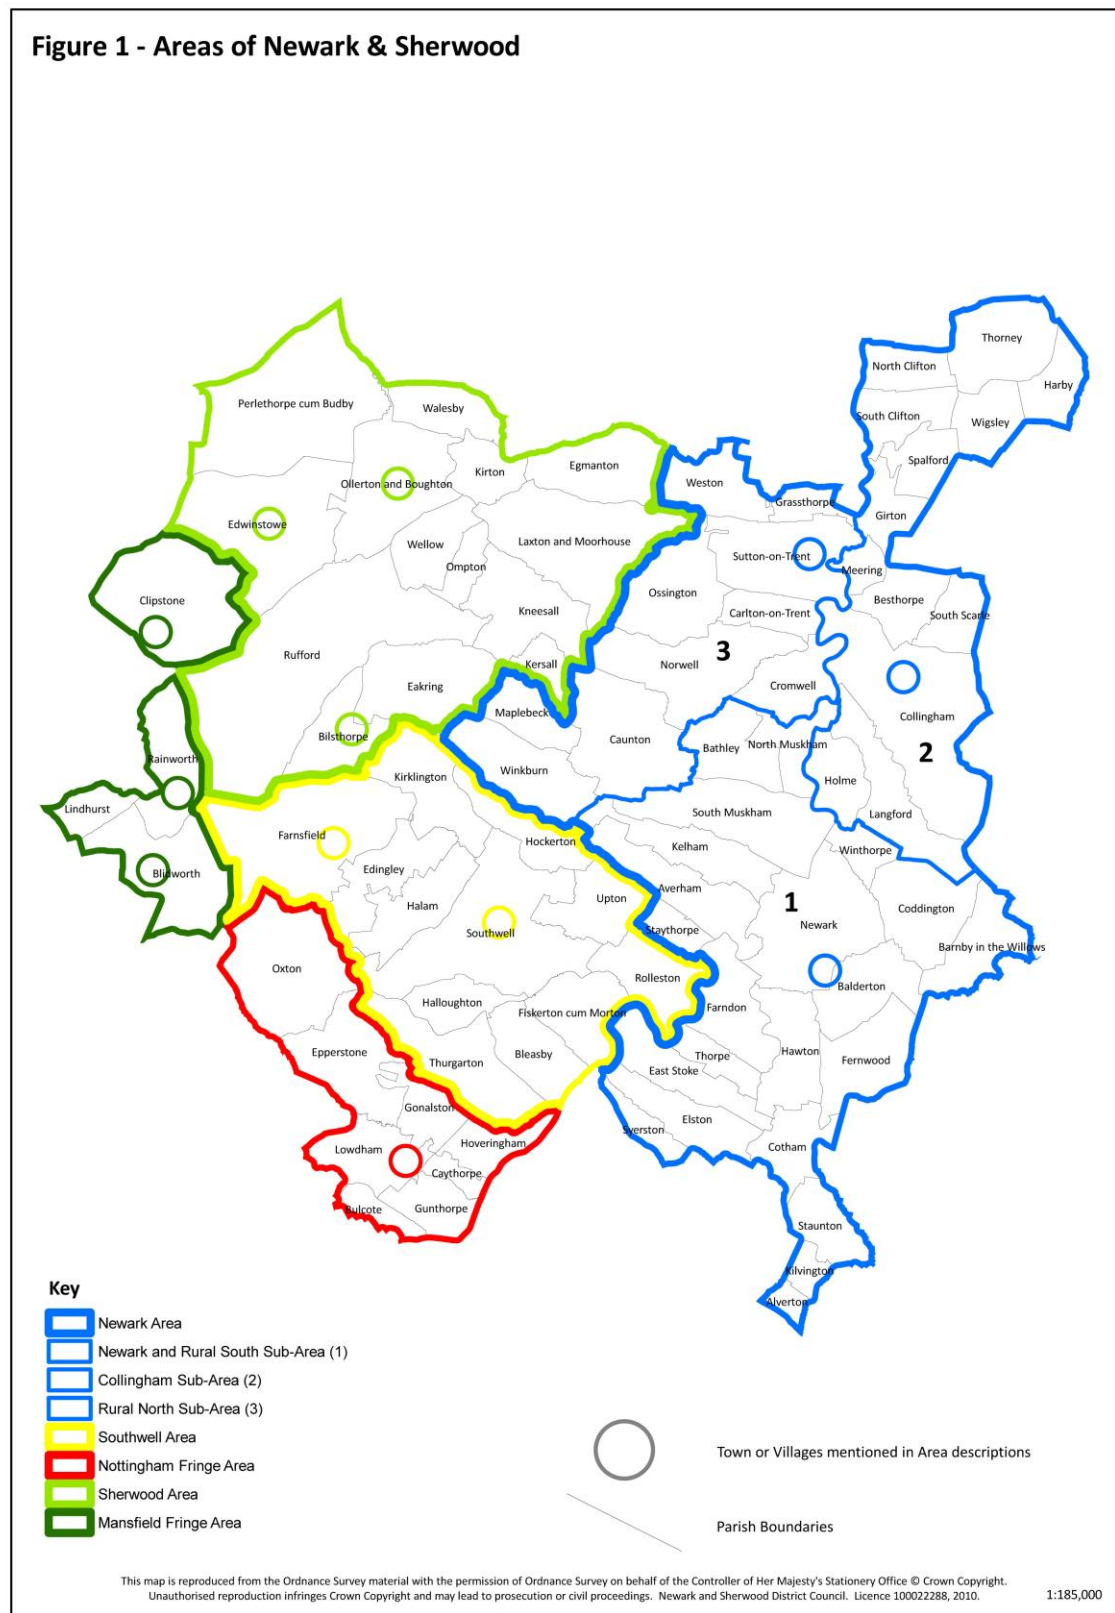 Figure 1 - Areas of Newark & Sherwood
Thorney
North Clifton
Harby
Perlethorpe cum Budby
Walesby
South Clifton
Wigsley
Spalford
Kirton
Egmanton
Weston
Ollerton and Boughton
Grassthorpe
Girton
Edwinstowe
Wellow
Laxton and Moorhouse
Sutton-on-Trent
Ompton
Meering
Ossington
Besthorpe
Clipstone
Kneesall
Carlton-on-Trent
South Scarle
Rufford
3
Kersall
Norwell
Eakring
Cromwell
Maplebeck
Collingham
Bilsthorpe
Caunton
Bathley
North Muskham
2
Rainworth
Kirklington
Winkburn
Holme
Lindhurst
South Muskham
Langford
Farnsfield
Hockerton
Kelham
Winthorpe
Blidworth
Edingley
Averham
Upton
1
Halam
Coddington
Southwell
Staythorpe
Newark
Barnby in the Willows
Oxton
Rolleston
Balderton
Halloughton
Fiskerton cum Morton
Farndon
Epperstone
Bleasby
Thorpe
Hawton
Thurgarton
East Stoke
Fernwood
Gonalston
Elston
Syerston
Hoveringham
Cotham
Lowdham
Caythorpe
Bulcote
Gunthorpe
Staunton
Kilvington
Alverton
Key
Newark Area
Newark and Rural South Sub-Area (1)
Collingham Sub-Area (2)
Rural North Sub-Area (3)
Southwell Area
Nottingham Fringe Area
Sherwood Area
Mansfield Fringe Area
Town or Villages mentioned in Area descriptions
Parish Boundaries
This map is reproduced from the Ordnance Survey material with the permission of Ordnance Survey on behalf of the Controller of Her Majesty's Stationery Office © Crown Copyright.
Unauthorised reproduction infringes Crown Copyright and may lead to prosecution or civil proceedings. Newark and Sherwood District Council. Licence 100022288, 2010.
1:185,000